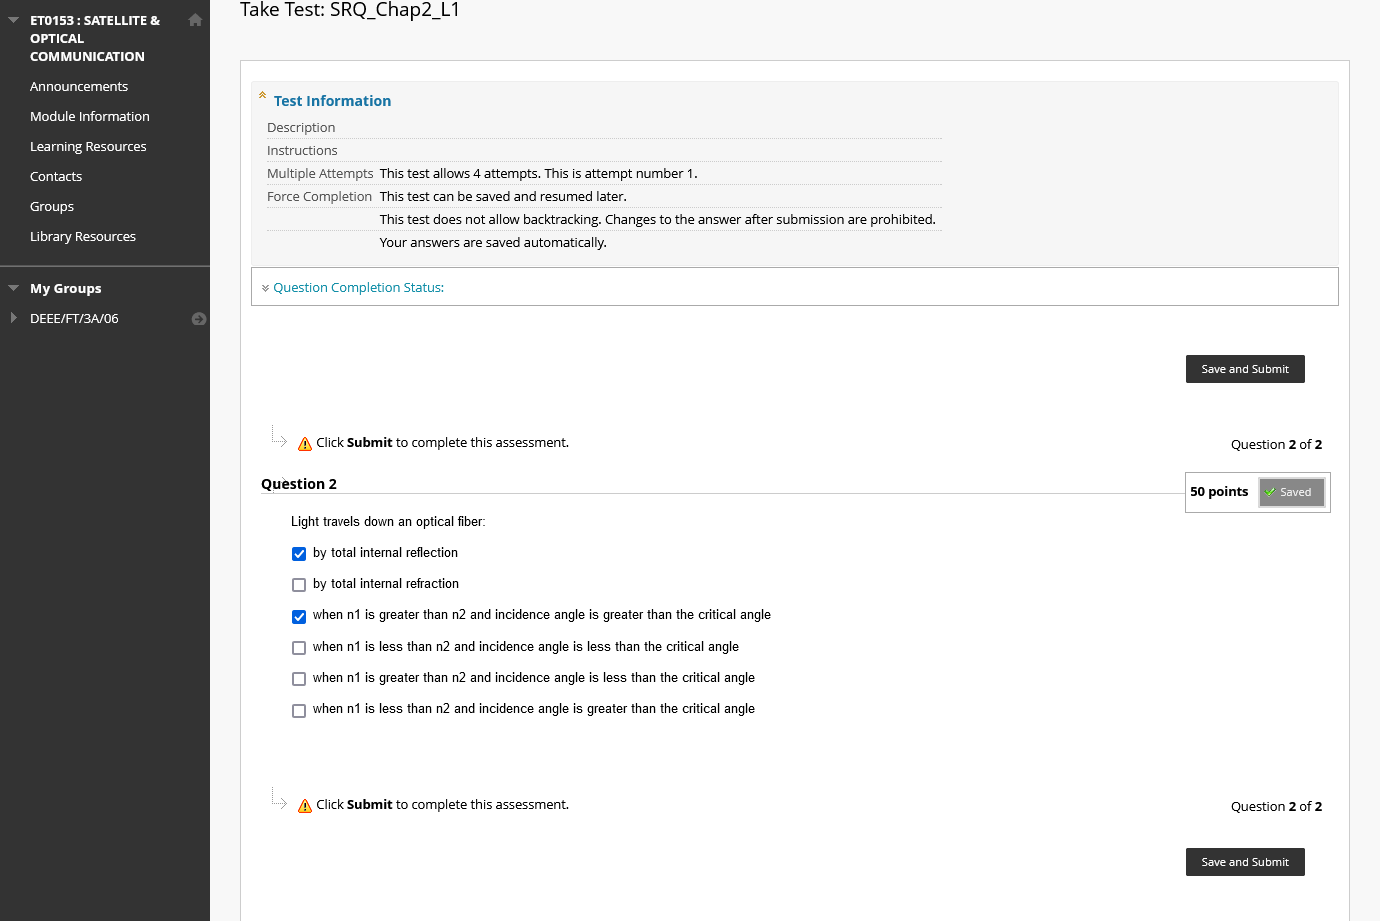 ET0153 : SATELLITE &
OPTICAL
COMMUNICATION
Announcements
Module Information
Learning Resources
Contacts
Groups
Library Resources
My Groups
DEEE/FT/3A/06
Take Test: SRQ_Chap2_L1
Test Information
Description
Instructions
Multiple Attempts This test allows 4 attempts. This is attempt number 1.
Force Completion This test can be saved and resumed later.
This test does not allow backtracking. Changes to the answer after submission are prohibited.
Your answers are saved automatically.
Question Completion Status:
Save and Submit
Click Submit to complete this assessment.
Question 2 of 2
Question 2
50 points
Saved
Light travels down an optical fiber:
by total internal reflection
by total internal refraction
when n1 is greater than n2 and incidence angle is greater than the critical angle
when n1 is less than n2 and incidence angle is less than the critical angle
when n1 is greater than n2 and incidence angle is less than the critical angle
when n1 is less than n2 and incidence angle is greater than the critical angle
Click Submit to complete this assessment.
Question 2 of 2
Save and Submit